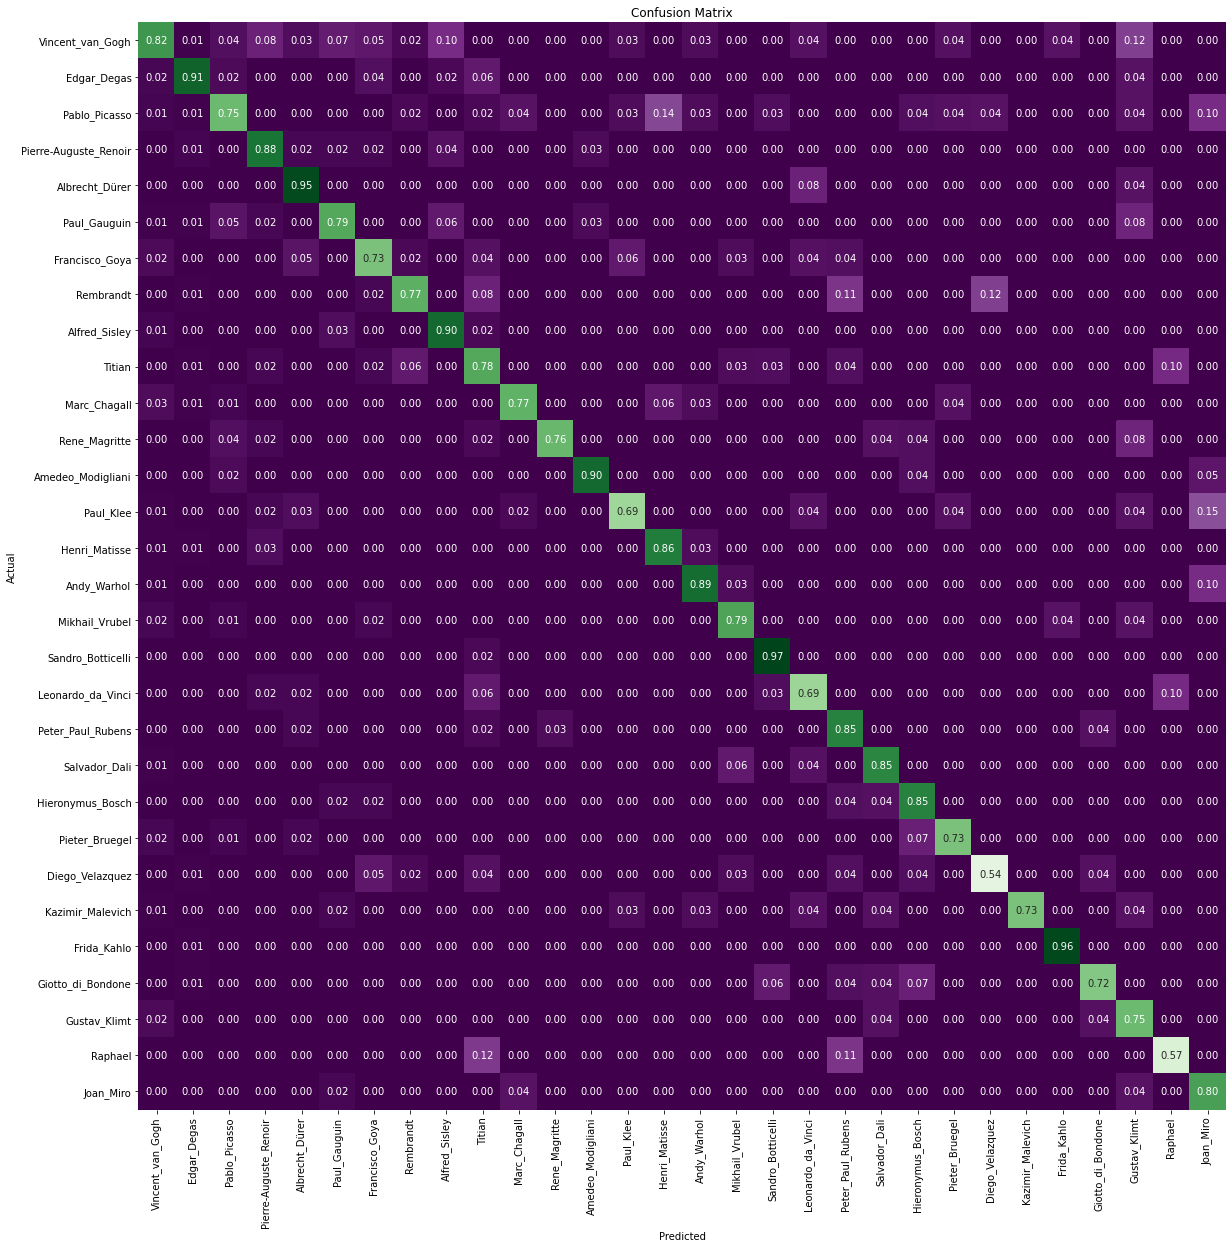 Confusion Matrix
Actual
Vincent_van_Gogh 0.82 0.01 0.04 0.08 0.03 0.07 0.05 0.02 0.10 0.00 0.00 0.00 0.00 0.03 0.00 0.03 0.00 0.00 0.04 0.00 0.00 0.00 0.04 0.00 0.00 0.04 0.00 0.12 0.00 0.00
Edgar_Degas 0.02 0.91 0.02 0.00 0.00 0.00 0.04 0.00 0.02 0.06 0.00 0.00 0.00 0.00 0.00 0.00 0.00 0.00 0.00 0.00 0.00 0.00 0.00 0.00 0.00 0.00 0.00 0.04 0.00 0.00
Pablo_Picasso 0.01 0.01 0.75 0.00 0.00 0.00 0.00 0.02 0.00 0.02 0.04 0.00 0.00 0.03 0.14 0.03 0.00 0.03 0.00 0.00 0.00 0.04 0.04 0.04 0.00 0.00 0.00 0.04 0.00 0.10
Pierre-Auguste_Renoir 0.00 0.01 0.00 0.88 0.02 0.02 0.02 0.00 0.04 0.00 0.00 0.00 0.03 0.00 0.00 0.00 0.00 0.00 0.00 0.00 0.00 0.00 0.00 0.00 0.00 0.00 0.00 0.00 0.00 0.00
Albrecht_Dürer 0.00 0.00 0.00 0.00 0.95 0.00 0.00 0.00 0.00 0.00 0.00 0.00 0.00 0.00 0.00 0.00 0.00 0.00 0.08 0.00 0.00 0.00 0.00 0.00 0.00 0.00 0.00 0.04 0.00 0.00
Paul_Gauguin 0.01 0.01 0.05 0.02 0.00 0.79 0.00 0.00 0.06 0.00 0.00 0.00 0.03 0.00 0.00 0.00 0.00 0.00 0.00 0.00 0.00 0.00 0.00 0.00 0.00 0.00 0.00 0.08 0.00 0.00
Francisco_Goya 0.02 0.00 0.00 0.00 0.05 0.00 0.73 0.02 0.00 0.04 0.00 0.00 0.00 0.06 0.00 0.00 0.03 0.00 0.04 0.04 0.00 0.00 0.00 0.00 0.00 0.00 0.00 0.00 0.00 0.00
Rembrandt 0.00 0.01 0.00 0.00 0.00 0.00 0.02 0.77 0.00 0.08 0.00 0.00 0.00 0.00 0.00 0.00 0.00 0.00 0.00 0.11 0.00 0.00 0.00 0.12 0.00 0.00 0.00 0.00 0.00 0.00
Alfred_Sisley 0.01 0.00 0.00 0.00 0.00 0.03 0.00 0.00 0.90 0.02 0.00 0.00 0.00 0.00 0.00 0.00 0.00 0.00 0.00 0.00 0.00 0.00 0.00 0.00 0.00 0.00 0.00 0.00 0.00 0.00
Titian 0.00 0.01 0.00 0.02 0.00 0.00 0.02 0.06 0.00 0.78 0.00 0.00 0.00 0.00 0.00 0.00 0.03 0.03 0.00 0.04 0.00 0.00 0.00 0.00 0.00 0.00 0.00 0.00 0.10 0.00
Marc_Chagall 0.03 0.01 0.01 0.00 0.00 0.00 0.00 0.00 0.00 0.00 0.77 0.00 0.00 0.00 0.06 0.03 0.00 0.00 0.00 0.00 0.00 0.00 0.04 0.00 0.00 0.00 0.00 0.00 0.00 0.00
Rene_Magritte 0.00 0.00 0.04 0.02 0.00 0.00 0.00 0.00 0.00 0.02 0.00 0.76 0.00 0.00 0.00 0.00 0.00 0.00 0.00 0.00 0.04 0.04 0.00 0.00 0.00 0.00 0.00 0.08 0.00 0.00
Amedeo_Modigliani 0.00 0.00 0.02 0.00 0.00 0.00 0.00 0.00 0.00 0.00 0.00 0.00 0.90 0.00 0.00 0.00 0.00 0.00 0.00 0.00 0.00 0.04 0.00 0.00 0.00 0.00 0.00 0.00 0.00 0.05
Paul_Klee 0.01 0.00 0.00 0.02 0.03 0.00 0.00 0.00 0.00 0.00 0.02 0.00 0.00 0.69 0.00 0.00 0.00 0.00 0.04 0.00 0.00 0.00 0.04 0.00 0.00 0.00 0.00 0.04 0.00 0.15
Henri_Matisse 0.01 0.01 0.00 0.03 0.00 0.00 0.00 0.00 0.00 0.00 0.00 0.00 0.00 0.00 0.86 0.03 0.00 0.00 0.00 0.00 0.00 0.00 0.00 0.00 0.00 0.00 0.00 0.00 0.00 0.00
Andy_Warhol 0.01 0.00 0.00 0.00 0.00 0.00 0.00 0.00 0.00 0.00 0.00 0.00 0.00 0.00 0.00 0.89 0.03 0.00 0.00 0.00 0.00 0.00 0.00 0.00 0.00 0.00 0.00 0.00 0.00 0.10
Mikhail_Vrubel 0.02 0.00 0.01 0.00 0.00 0.00 0.02 0.00 0.00 0.00 0.00 0.00 0.00 0.00 0.00 0.00 0.79 0.00 0.00 0.00 0.00 0.00 0.00 0.00 0.00 0.04 0.00 0.04 0.00 0.00
Sandro_Botticelli 0.00 0.00 0.00 0.00 0.00 0.00 0.00 0.00 0.00 0.02 0.00 0.00 0.00 0.00 0.00 0.00 0.00 0.97 0.00 0.00 0.00 0.00 0.00 0.00 0.00 0.00 0.00 0.00 0.00 0.00
Leonardo_da_Vinci 0.00 0.00 0.00 0.02 0.02 0.00 0.00 0.00 0.00 0.06 0.00 0.00 0.00 0.00 0.00 0.00 0.00 0.03 0.69 0.00 0.00 0.00 0.00 0.00 0.00 0.00 0.00 0.00 0.10 0.00
Peter_Paul_Rubens 0.00 0.00 0.00 0.00 0.02 0.00 0.00 0.00 0.00 0.02 0.00 0.03 0.00 0.00 0.00 0.00 0.00 0.00 0.00 0.85 0.00 0.00 0.00 0.00 0.00 0.00 0.04 0.00 0.00 0.00
Salvador_Dali 0.01 0.00 0.00 0.00 0.00 0.00 0.00 0.00 0.00 0.00 0.00 0.00 0.00 0.00 0.00 0.00 0.06 0.00 0.04 0.00 0.85 0.00 0.00 0.00 0.00 0.00 0.00 0.00 0.00 0.00
Hieronymus_Bosch 0.00 0.00 0.00 0.00 0.00 0.02 0.02 0.00 0.00 0.00 0.00 0.00 0.00 0.00 0.00 0.00 0.00 0.00 0.00 0.04 0.04 0.85 0.00 0.00 0.00 0.00 0.00 0.00 0.00 0.00
Pieter_Bruegel 0.02 0.00 0.01 0.00 0.02 0.00 0.00 0.00 0.00 0.00 0.00 0.00 0.00 0.00 0.00 0.00 0.00 0.00 0.00 0.00 0.00 0.07 0.73 0.00 0.00 0.00 0.00 0.00 0.00 0.00
Diego_Velazquez 0.00 0.01 0.00 0.00 0.00 0.00 0.05 0.02 0.00 0.04 0.00 0.00 0.00 0.00 0.00 0.00 0.03 0.00 0.00 0.04 0.00 0.04 0.00 0.54 0.00 0.00 0.04 0.00 0.00 0.00
Kazimir_Malevich 0.01 0.00 0.00 0.00 0.00 0.02 0.00 0.00 0.00 0.00 0.00 0.00 0.00 0.03 0.00 0.03 0.00 0.00 0.04 0.00 0.04 0.00 0.00 0.00 0.73 0.00 0.00 0.04 0.00 0.00
Frida_Kahlo 0.00 0.01 0.00 0.00 0.00 0.00 0.00 0.00 0.00 0.00 0.00 0.00 0.00 0.00 0.00 0.00 0.00 0.00 0.00 0.00 0.00 0.00 0.00 0.00 0.00 0.96 0.00 0.00 0.00 0.00
Giotto_di_Bondone 0.00 0.01 0.00 0.00 0.00 0.00 0.00 0.00 0.00 0.00 0.00 0.00 0.00 0.00 0.00 0.00 0.00 0.06 0.00 0.04 0.04 0.07 0.00 0.00 0.00 0.00 0.72 0.00 0.00 0.00
Gustav_Klimt 0.02 0.00 0.00 0.00 0.00 0.00 0.00 0.00 0.00 0.00 0.00 0.00 0.00 0.00 0.00 0.00 0.00 0.00 0.00 0.00 0.04 0.00 0.00 0.00 0.00 0.00 0.04 0.75 0.00 0.00
Raphael 0.00 0.00 0.00 0.00 0.00 0.00 0.00 0.00 0.00 0.12 0.00 0.00 0.00 0.00 0.00 0.00 0.00 0.00 0.00 0.11 0.00 0.00 0.00 0.00 0.00 0.00 0.00 0.00 0.57 0.00
Joan_Miro 0.00 0.00 0.00 0.00 0.00 0.02 0.00 0.00 0.00 0.00 0.04 0.00 0.00 0.00 0.00 0.00 0.00 0.00 0.00 0.00 0.00 0.00 0.00 0.00 0.00 0.00 0.00 0.04 0.00 0.80
Vincent_van_Gogh
Edgar_Degas
Pablo_Picasso
Pierre-Auguste_Renoir
Albrecht_Dürer
Paul_Gauguin
Francisco_Goya
Rembrandt
Alfred_Sisley
Titian
Marc_Chagall
Rene_Magritte
Amedeo_Modigliani
Paul_Klee
Henri_Matisse
Andy_Warhol
Mikhail_Vrubel
Sandro_Botticelli
Leonardo_da_Vinci
Peter_Paul_Rubens
Salvador_Dali
Hieronymus_Bosch
Pieter_Bruegel
Diego_Velazquez
Kazimir_Malevich
Frida_Kahlo
Giotto_di_Bondone
Gustav_Klimt
Raphael
Joan_Miro
Predicted